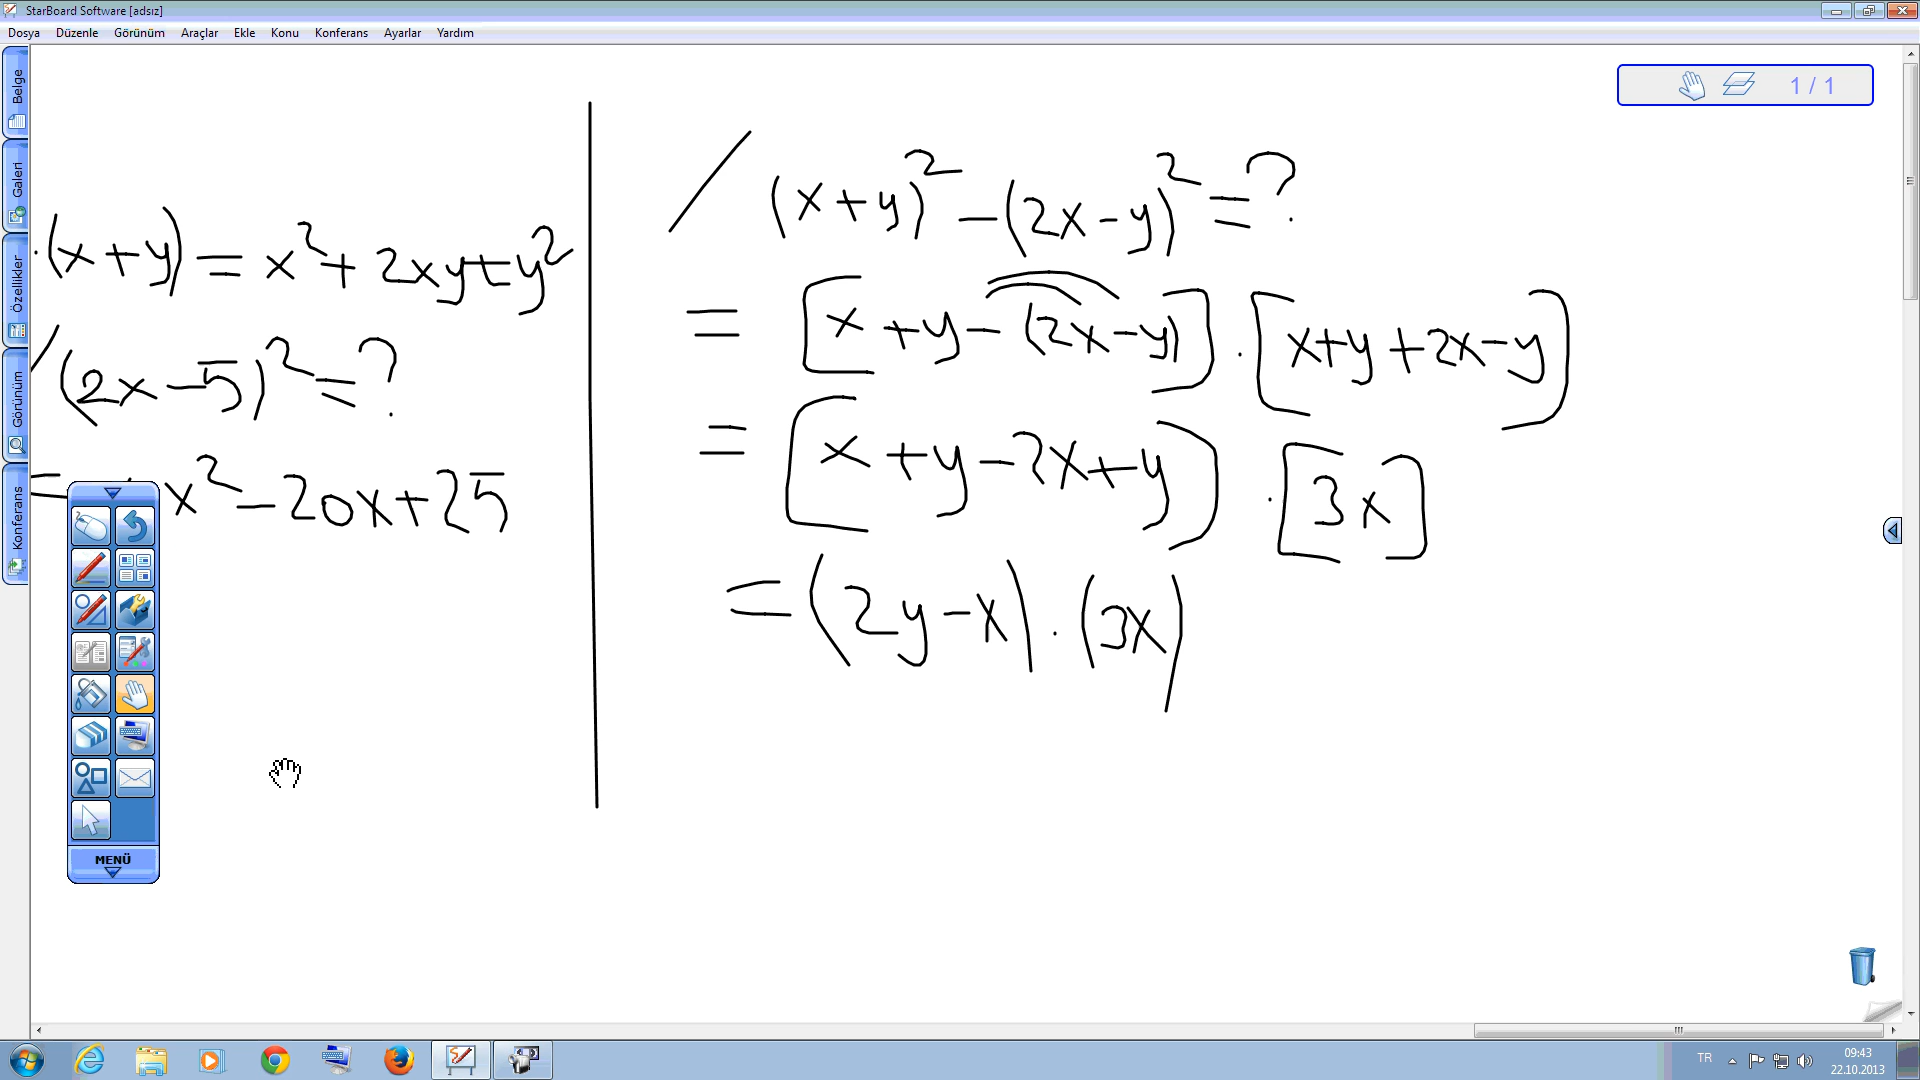 StarBoard Software [adsız]
Dosya Düzenle Görünüm Araçlar Ekle Konu Konferans Ayarlar Yardım
Belge
Galeri
Özellikler
Görünüm
Konferans
1 / 1
.(x+y) = x² + 2xy + y²
/(2x-5)² = ?
= x² - 20x + 25
/ (x+y)² - (2x-y)² = ?
= [x+y-(2x-y)] . [x+y+2x-y]
= [x+y-2x+y] . [3x]
= (2y-x) . (3x)
MENÜ
TR
09:43
22.10.2013